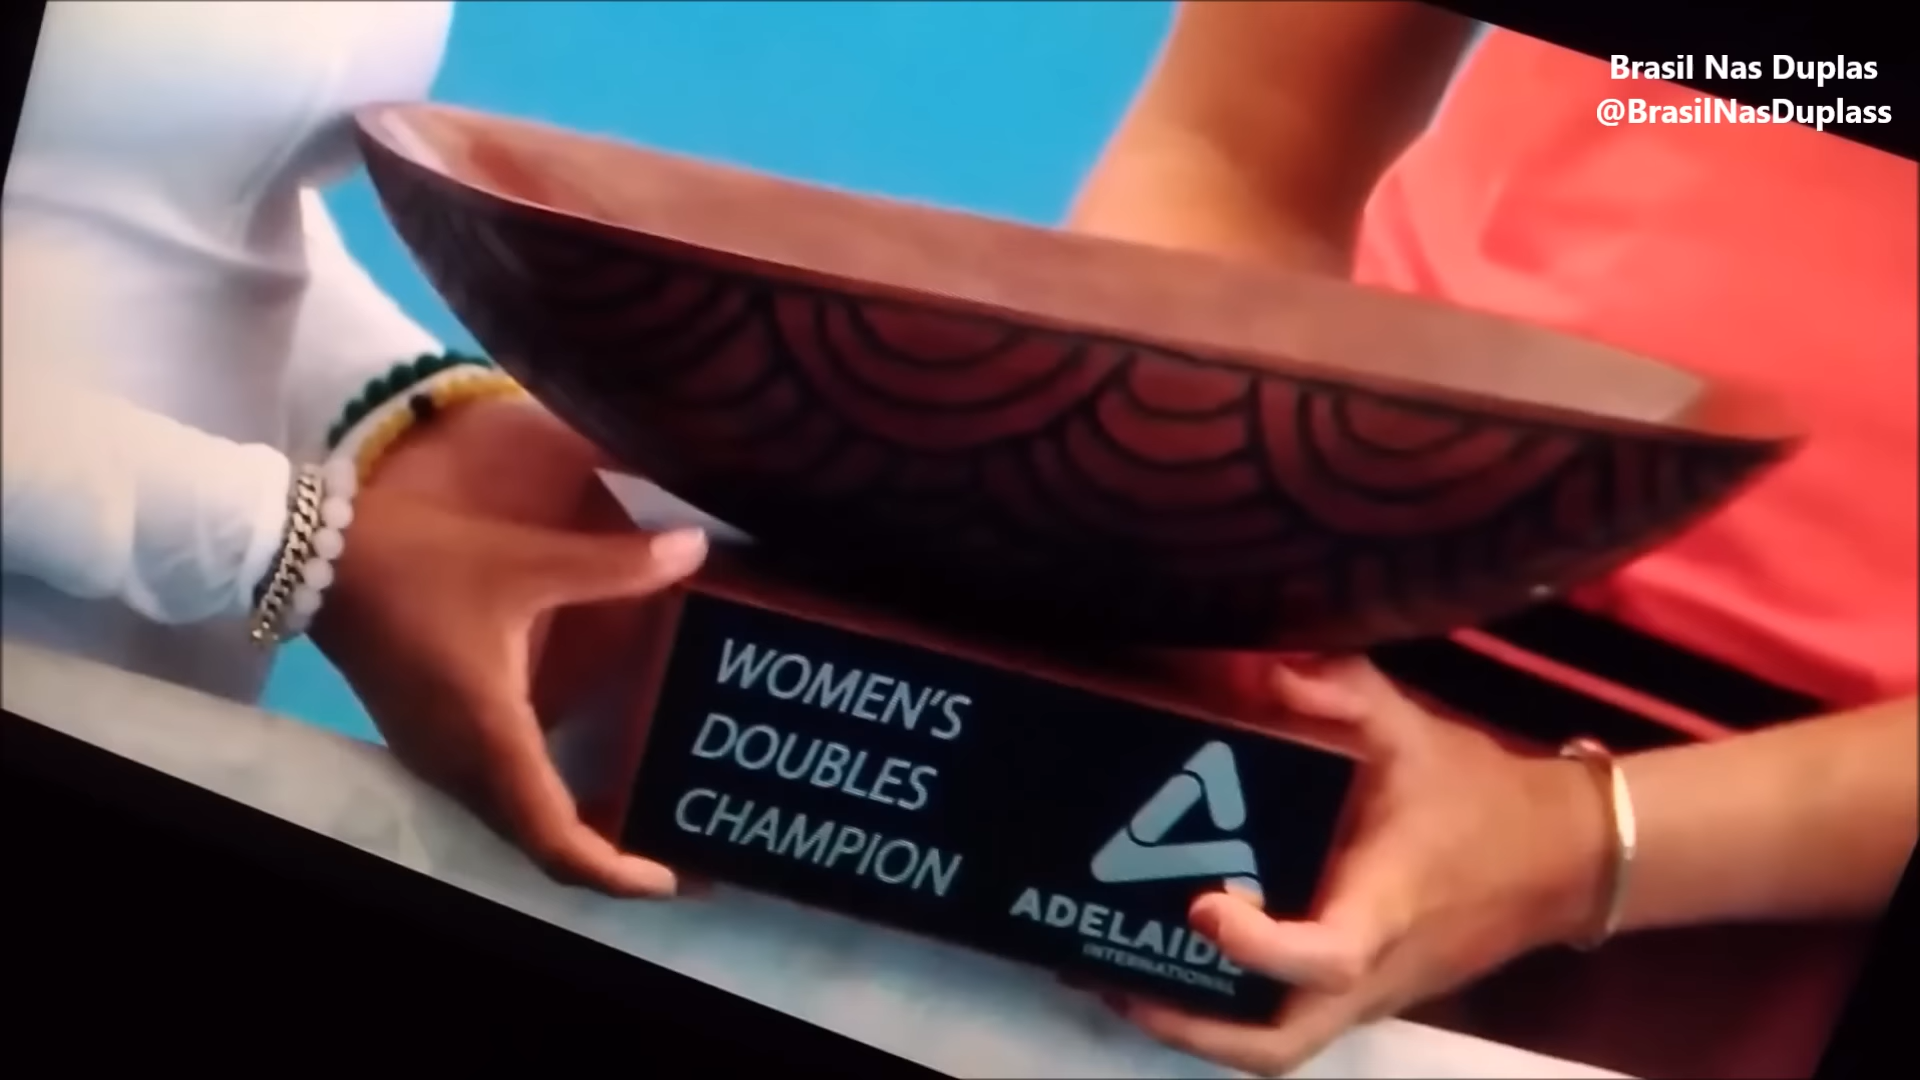 Brasil Nas Duplas
@BrasilNasDuplass
WOMEN'S
DOUBLES
CHAMPION
ADELAIDE
INTERNATIONAL